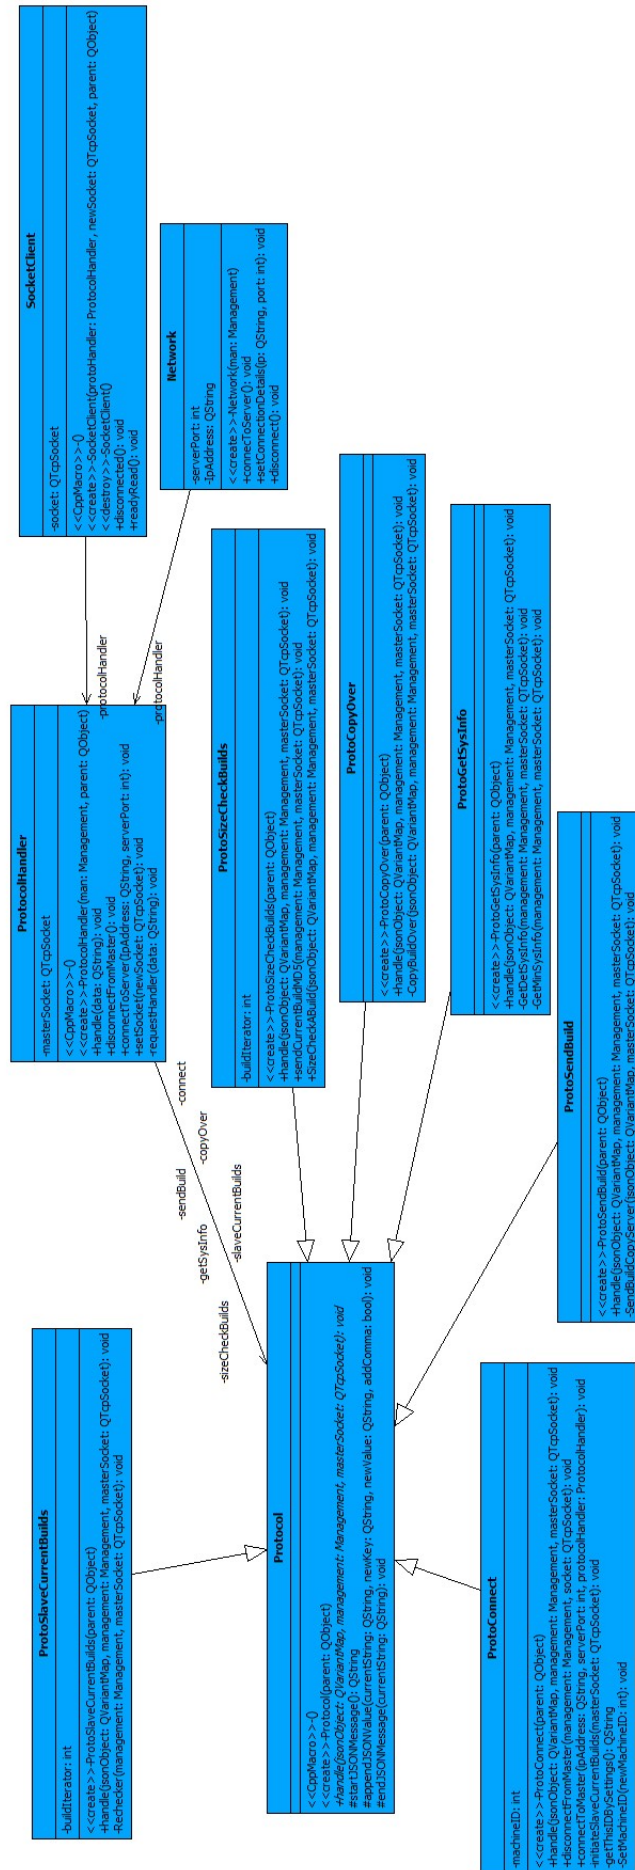 SocketClient
-socket: QTcpSocket
<<CppMacro>>-()
<<create>>-SocketClient(protoHandler: ProtocolHandler, newSocket: QTcpSocket, parent: QObject)
<<destroy>>-SocketClient()
+disconnected(): void
+readyRead(): void
Network
-serverPort: int
-IpAddress: QString
<<create>>-Network(man: Management)
+connecToServer(): void
+setConnectionDetails(ip: QString, port: int): void
+disconnect(): void
-protocolHandler
-protocolHandler
ProtocolHandler
-masterSocket: QTcpSocket
<<CppMacro>>-()
<<create>>-ProtocolHandler(man: Management, parent: QObject)
+handle(data: QString): void
+disconnectFromMaster(): void
+connectToServer(IpAddress: QString, serverPort: int): void
+setSocket(newSocket: QTcpSocket): void
-requestHandler(data: QString): void
ProtoSizeCheckBuilds
-buildIterator: int
<<create>>-ProtoSizeCheckBuilds(parent: QObject)
+handle(jsonObject: QVariantMap, management: Management, masterSocket: QTcpSocket): void
+sendCurrentBuildMD5(management: Management, masterSocket: QTcpSocket): void
+SizeCheckABuild(jsonObject: QVariantMap, management: Management, masterSocket: QTcpSocket): void
ProtoCopyOver
<<create>>-ProtoCopyOver(parent: QObject)
+handle(jsonObject: QVariantMap, management: Management, masterSocket: QTcpSocket): void
-CopyBuildOver(jsonObject: QVariantMap, management: Management, masterSocket: QTcpSocket): void
ProtoGetSysInfo
<<create>>-ProtoGetSysInfo(parent: QObject)
+handle(jsonObject: QVariantMap, management: Management, masterSocket: QTcpSocket): void
-GetDetSysInfo(management: Management, masterSocket: QTcpSocket): void
-GetMinSysInfo(management: Management, masterSocket: QTcpSocket): void
ProtoSendBuild
<<create>>-ProtoSendBuild(parent: QObject)
+handle(jsonObject: QVariantMap, management: Management, masterSocket: QTcpSocket): void
-SendBuildCopyServer(jsonObject: QVariantMap, masterSocket: QTcpSocket): void
-connect
-copyOver
-sendBuild
-slaveCurrentBuilds
-getSysInfo
-sizeCheckBuilds
ProtoSlaveCurrentBuilds
-buildIterator: int
<<create>>-ProtoSlaveCurrentBuilds(parent: QObject)
+handle(jsonObject: QVariantMap, management: Management, masterSocket: QTcpSocket): void
-Rechecker(management: Management, masterSocket: QTcpSocket): void
Protocol
<<CppMacro>>-()
<<create>>-Protocol(parent: QObject)
+handle(jsonObject: QVariantMap, management: Management, masterSocket: QTcpSocket): void
#startJSONMessage(): QString
#appendJSONValue(currentString: QString, newKey: QString, newValue: QString, addComma: bool): void
#endJSONMessage(currentString: QString): void
ProtoConnect
-machineID: int
<<create>>-ProtoConnect(parent: QObject)
+handle(jsonObject: QVariantMap, management: Management, masterSocket: QTcpSocket): void
+disconnectFromMaster(management: Management, socket: QTcpSocket): void
+connectToMaster(ipAddress: QString, serverPort: int, protocolHandler: ProtocolHandler): void
-initiateSlaveCurrentBuilds(masterSocket: QTcpSocket): void
-getThisIDBySettings(): QString
-SetMachineID(newMachineID: int): void